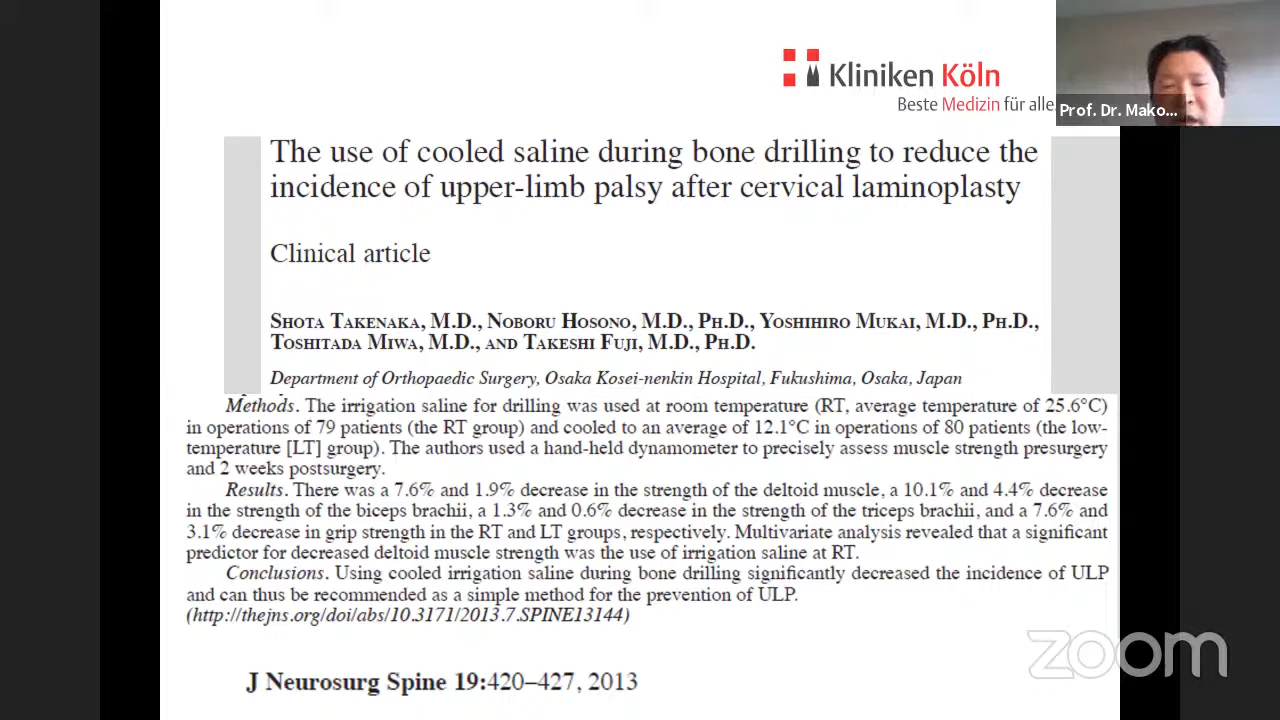 Kliniken Köln
Beste Medizin für alle
Prof. Dr. Mako...
The use of cooled saline during bone drilling to reduce the
incidence of upper-limb palsy after cervical laminoplasty
Clinical article
Shota Takenaka, M.D., Noboru Hosono, M.D., Ph.D., Yoshihiro Mukai, M.D., Ph.D.,
Toshitada Miwa, M.D., and Takeshi Fuji, M.D., Ph.D.
Department of Orthopaedic Surgery, Osaka Kosei-nenkin Hospital, Fukushima, Osaka, Japan
Methods. The irrigation saline for drilling was used at room temperature (RT, average temperature of 25.6°C)
in operations of 79 patients (the RT group) and cooled to an average of 12.1°C in operations of 80 patients (the low-
temperature [LT] group). The authors used a hand-held dynamometer to precisely assess muscle strength presurgery
and 2 weeks postsurgery.
Results. There was a 7.6% and 1.9% decrease in the strength of the deltoid muscle, a 10.1% and 4.4% decrease
in the strength of the biceps brachii, a 1.3% and 0.6% decrease in the strength of the triceps brachii, and a 7.6% and
3.1% decrease in grip strength in the RT and LT groups, respectively. Multivariate analysis revealed that a significant
predictor for decreased deltoid muscle strength was the use of irrigation saline at RT.
Conclusions. Using cooled irrigation saline during bone drilling significantly decreased the incidence of ULP
and can thus be recommended as a simple method for the prevention of ULP.
(http://thejns.org/doi/abs/10.3171/2013.7.SPINE13144)
zoom
J Neurosurg Spine 19:420–427, 2013